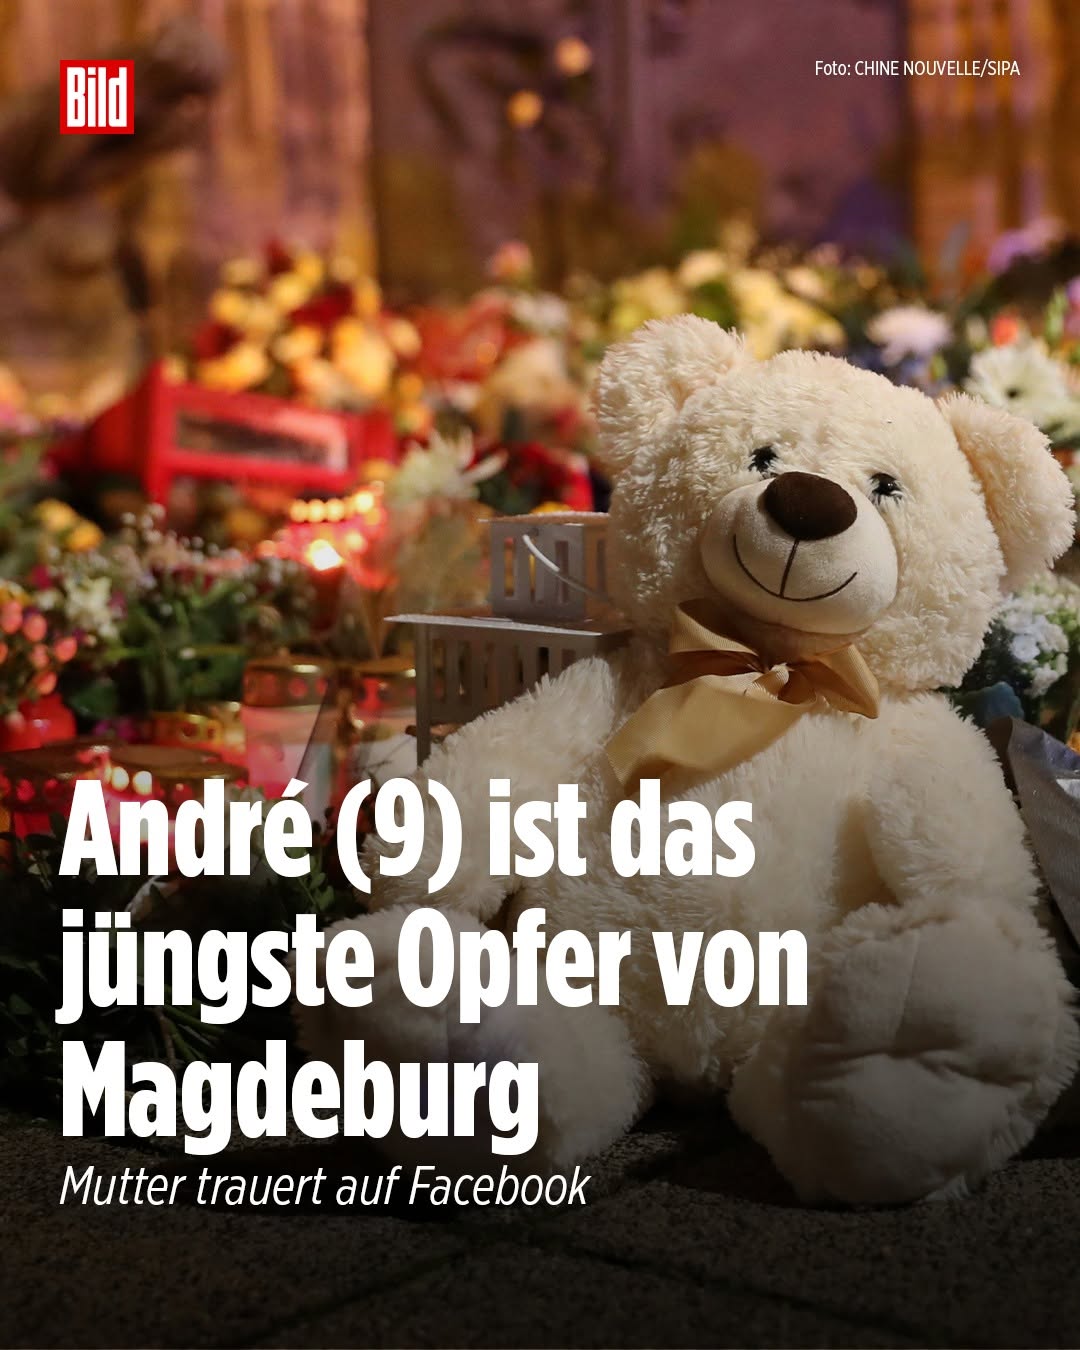 Bild
Foto: CHINE NOUVELLE/SIPA
André (9) ist das
jüngste Opfer von
Magdeburg
Mutter trauert auf Facebook